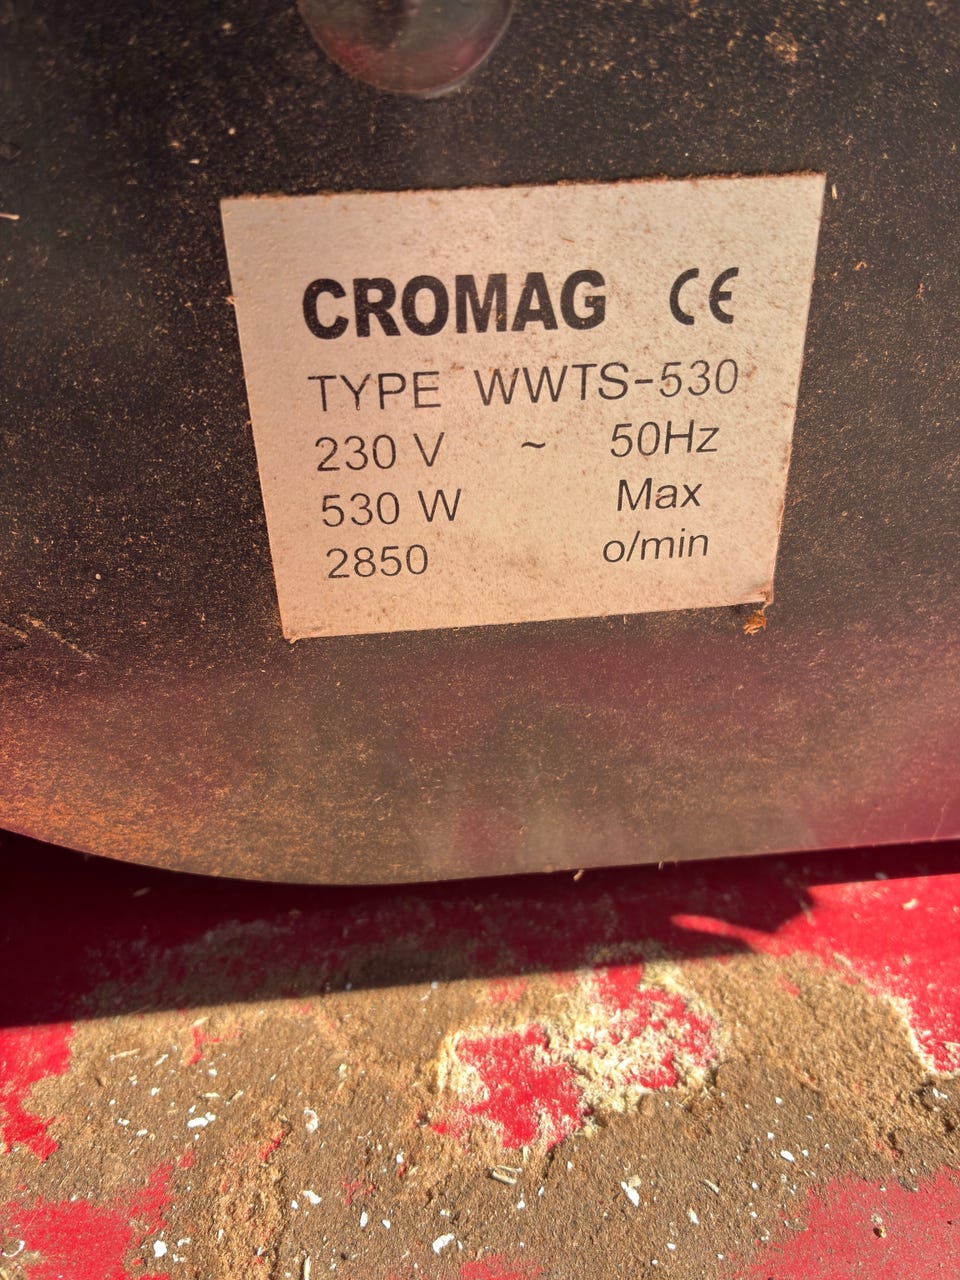 CROMAG CE
TYPE WWTS-530
230 V ~ 50Hz
530 W Max
2850 o/min